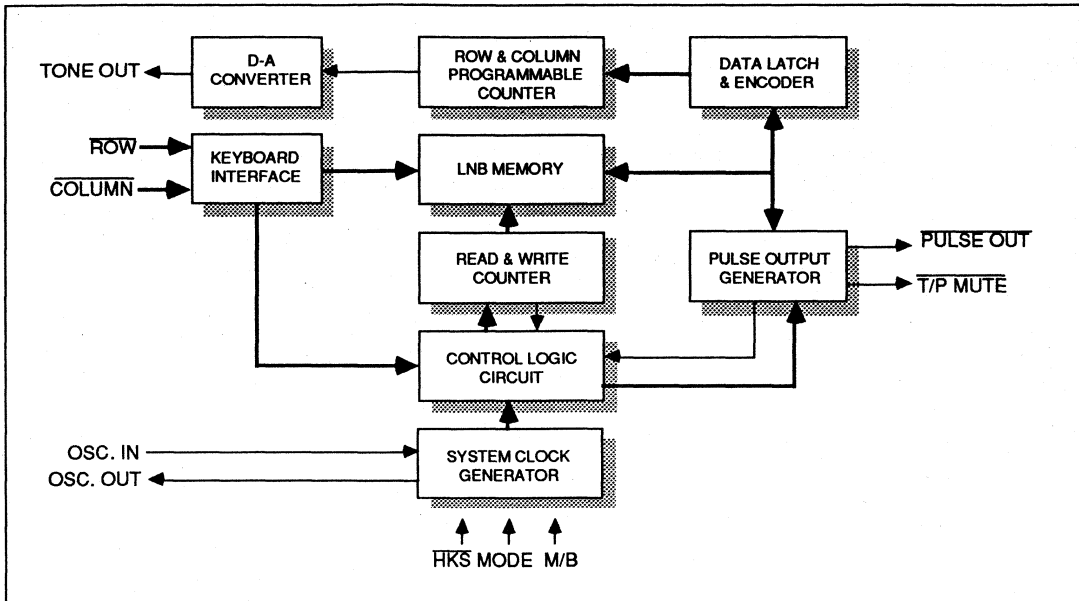 TONE OUT
D-A
CONVERTER
ROW & COLUMN
PROGRAMMABLE
COUNTER
DATA LATCH
& ENCODER
ROW
COLUMN
KEYBOARD
INTERFACE
LNB MEMORY
READ & WRITE
COUNTER
PULSE OUTPUT
GENERATOR
PULSE OUT
T/P MUTE
CONTROL LOGIC
CIRCUIT
OSC. IN
OSC. OUT
SYSTEM CLOCK
GENERATOR
HKS MODE M/B